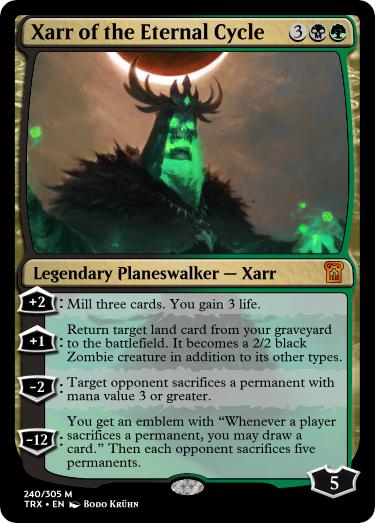 Xarr of the Eternal Cycle 3
Legendary Planeswalker — Xarr
+2: Mill three cards. You gain 3 life.
+1: Return target land card from your graveyard
to the battlefield. It becomes a 2/2 black
Zombie creature in addition to its other types.
-2: Target opponent sacrifices a permanent with
mana value 3 or greater.
-12: You get an emblem with “Whenever a player
sacrifices a permanent, you may draw a
card.” Then each opponent sacrifices five
permanents.
5
240/305 M
TRX • EN Bodo Krühn